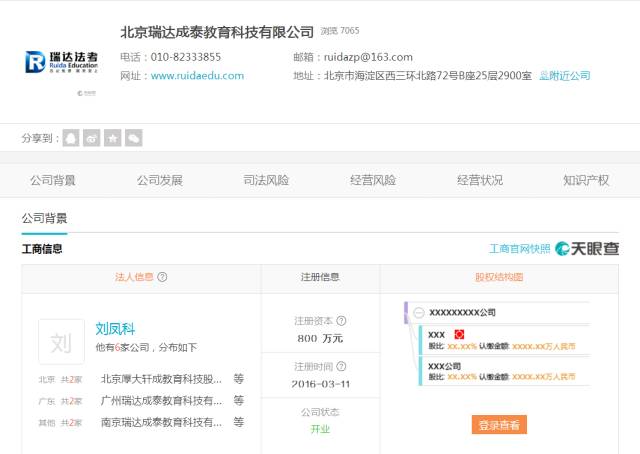 北京瑞达成泰教育科技有限公司 浏览 7065
瑞达法考
Ruida Education
电话：010-82333855 邮箱：ruidazp@163.com
网址：www.ruidaedu.com 地址：北京市海淀区西三环北路72号B座25层2900室 附近公司
分享到：
公司背景 公司发展 司法风险 经营风险 经营状况 知识产权
公司背景
工商信息 工商官网快照 天眼查
法人信息 ? 注册信息 股权结构图
刘
刘凤科
他有6家公司，分布如下
北京 共2家 北京厚大轩成教育科技股... 等
广东 共2家 广州瑞达成泰教育科技有... 等
其他 共2家 南京瑞达成泰教育科技有... 等
注册资本 ?
800 万元
注册时间 ?
2016-03-11
公司状态
开业
XXXXXXXXX公司
XXX
股比: XX.XX% 认缴金额: XXXX.XX万人民币
XXX公司
股比: XX.XX% 认缴金额: XXXX.XX万人民币
登录查看